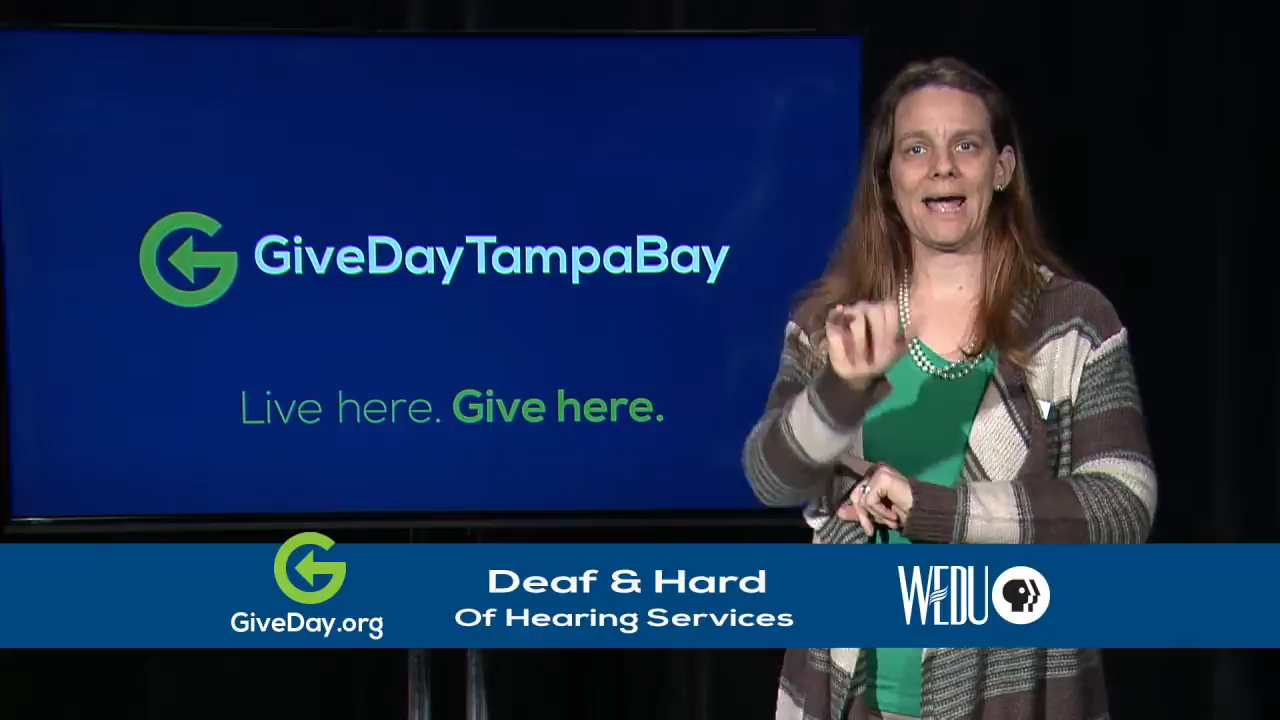 GiveDayTampaBay
Live here. Give here.
GiveDay.org
Deaf & Hard
Of Hearing Services
WEDU